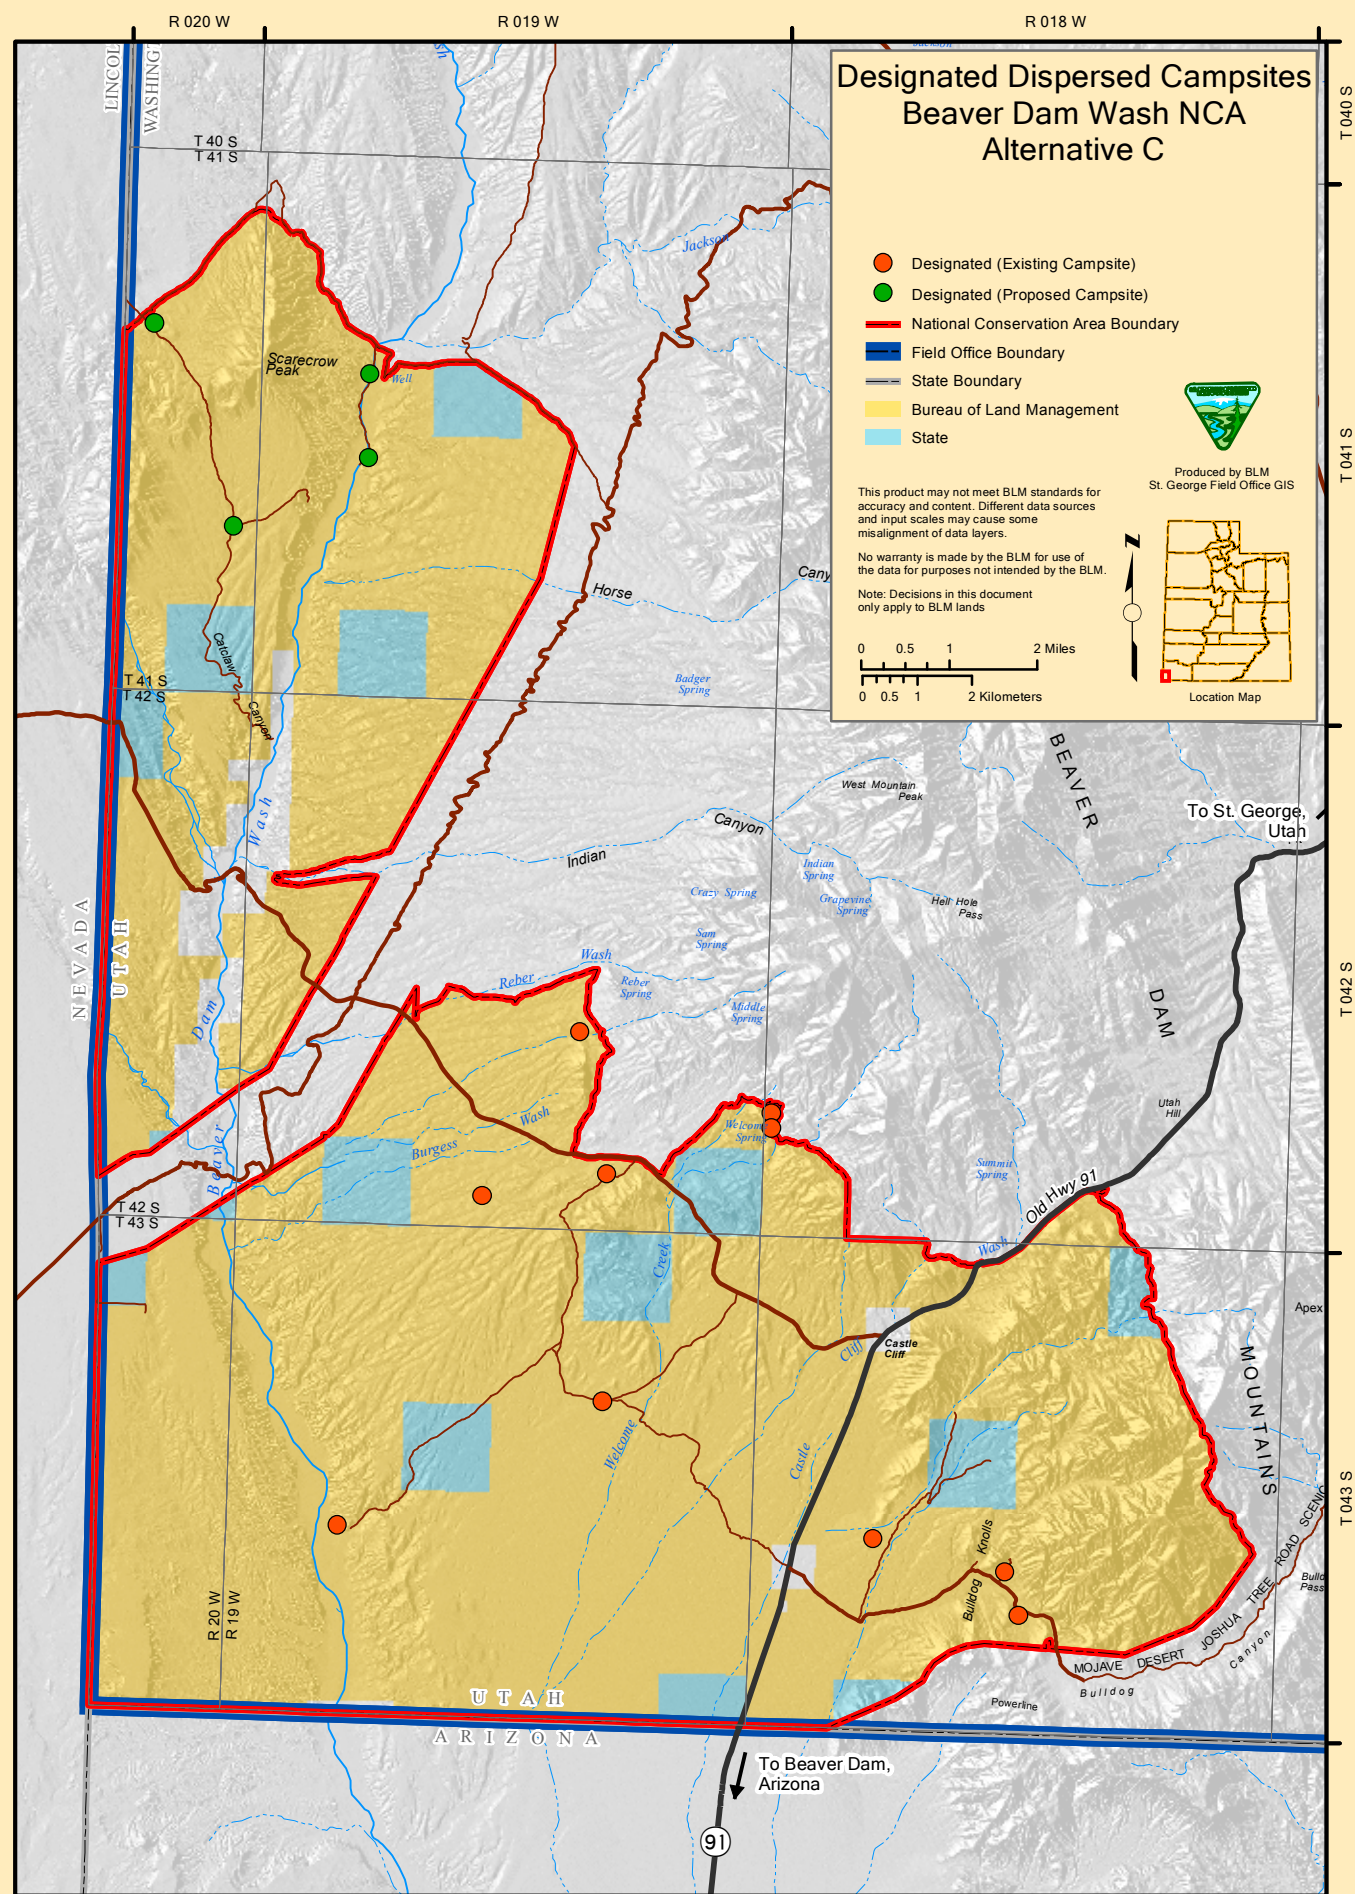 R 020 W
R 019 W
R 018 W
T 040 S
T 041 S
T 042 S
T 043 S
Designated Dispersed Campsites
Beaver Dam Wash NCA
Alternative C
Designated (Existing Campsite)
Designated (Proposed Campsite)
National Conservation Area Boundary
Field Office Boundary
State Boundary
Bureau of Land Management
State
Produced by BLM
St. George Field Office GIS
This product may not meet BLM standards for
accuracy and content. Different data sources
and input scales may cause some
misalignment of data layers.
No warranty is made by the BLM for use of
the data for purposes not intended by the BLM.
Note: Decisions in this document
only apply to BLM lands
0 0.5 1 2 Miles
0 0.5 1 2 Kilometers
Location Map
T 40 S
T 41 S
Jackson
Scarecrow
Peak
Well
Horse
Catclaw
Canyon
T 41 S
T 42 S
Badger
Spring
BEAVER
West Mountain
Peak
To St. George,
Utah
Wash
Canyon
Indian
Indian
Spring
Crazy Spring
Grapevine
Spring
Hell Hole
Pass
NEVADA
UTAH
Sam
Spring
Wash
Reber
Reber
Spring
Middle
Spring
DAM
Dam
Utah
Hill
Wash
Burgess
Welcome
Spring
Beaver
Summit
Spring
Old Hwy 91
T 42 S
T 43 S
Wash
Creek
Apex
Cliff
Castle
Cliff
MOUNTAINS
Welcome
Castle
Knolls
Bulldog
R 20 W
R 19 W
MOJAVE DESERT JOSHUA TREE ROAD SCENIC
Pass
Canyon
Bulldog
Powerline
UTAH
ARIZONA
To Beaver Dam,
Arizona
91